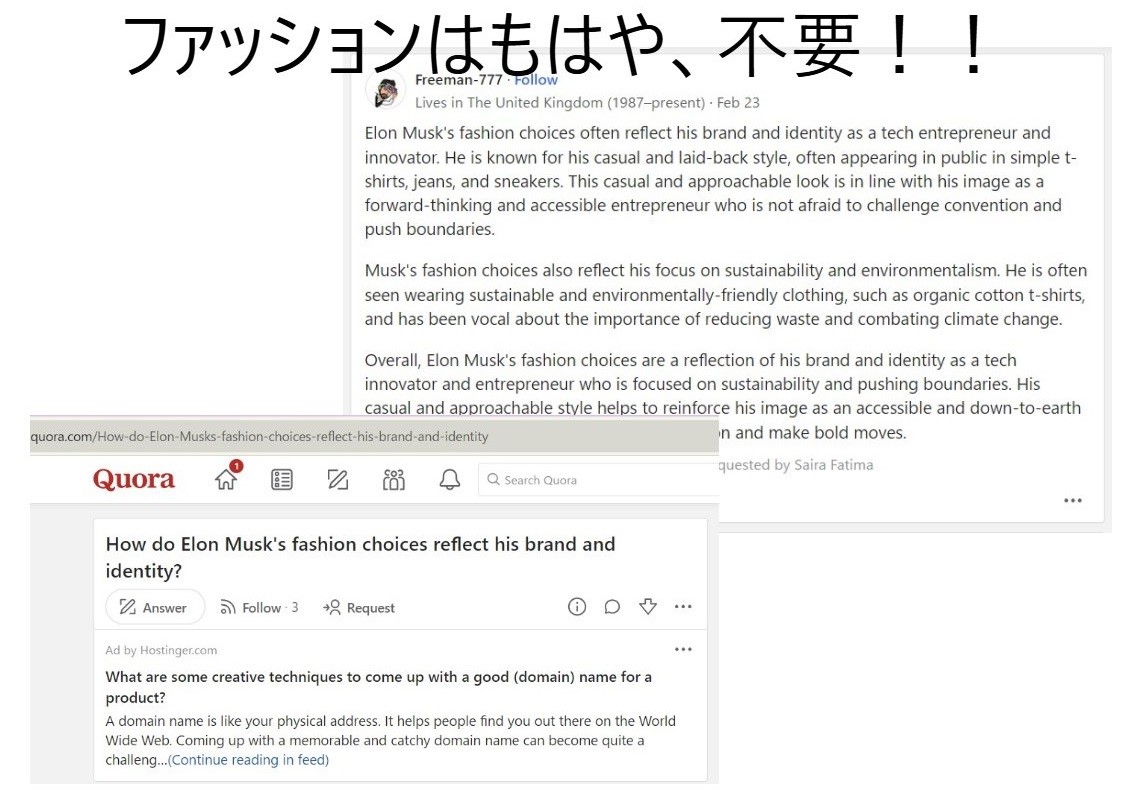 ファッションはもはや、不要！！
Freeman-777 · Follow
Lives in The United Kingdom (1987–present) · Feb 23
Elon Musk's fashion choices often reflect his brand and identity as a tech entrepreneur and
innovator. He is known for his casual and laid-back style, often appearing in public in simple t-
shirts, jeans, and sneakers. This casual and approachable look is in line with his image as a
forward-thinking and accessible entrepreneur who is not afraid to challenge convention and
push boundaries.
Musk's fashion choices also reflect his focus on sustainability and environmentalism. He is often
seen wearing sustainable and environmentally-friendly clothing, such as organic cotton t-shirts,
and has been vocal about the importance of reducing waste and combating climate change.
Overall, Elon Musk's fashion choices are a reflection of his brand and identity as a tech
innovator and entrepreneur who is focused on sustainability and pushing boundaries. His
casual and approachable style helps to reinforce his image as an accessible and down-to-earth
and make bold moves.
by Saira Fatima
quora.com/How-do-Elon-Musks-fashion-choices-reflect-his-brand-and-identity
Quora
1
Search Quora
How do Elon Musk's fashion choices reflect his brand and
identity?
Answer
Follow · 3
Request
Ad by Hostinger.com
What are some creative techniques to come up with a good (domain) name for a
product?
A domain name is like your physical address. It helps people find you out there on the World
Wide Web. Coming up with a memorable and catchy domain name can become quite a
challeng...(Continue reading in feed)